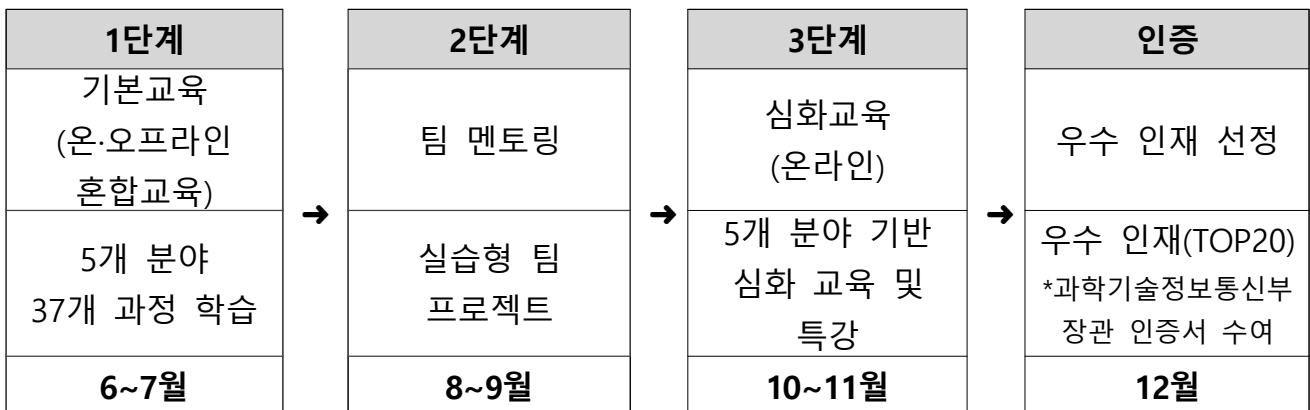 1단계
기본교육
(온·오프라인
혼합교육)
5개 분야
37개 과정 학습
6~7월
➜
2단계
팀 멘토링
실습형 팀
프로젝트
8~9월
➜
3단계
심화교육
(온라인)
5개 분야 기반
심화 교육 및
특강
10~11월
➜
인증
우수 인재 선정
우수 인재(TOP20)
*과학기술정보통신부
장관 인증서 수여
12월